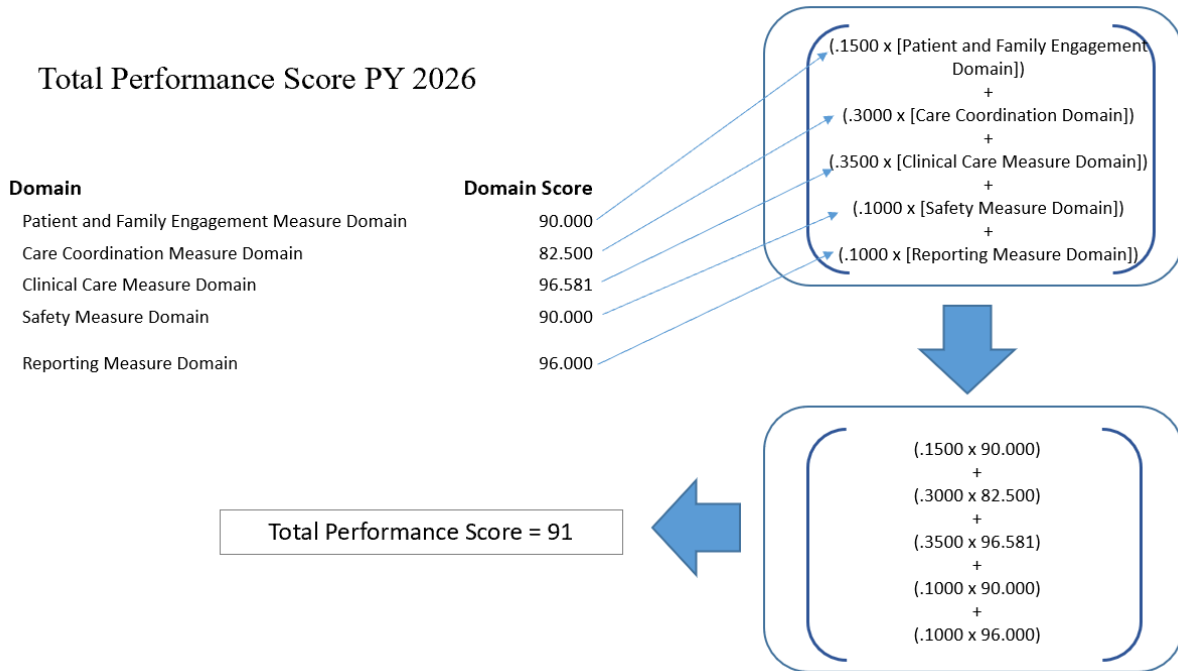 Total Performance Score PY 2026
Domain Domain Score
Patient and Family Engagement Measure Domain 90.000
Care Coordination Measure Domain 82.500
Clinical Care Measure Domain 96.581
Safety Measure Domain 90.000
Reporting Measure Domain 96.000
(.1500 x [Patient and Family Engagement
Domain])
+
(.3000 x [Care Coordination Domain])
+
(.3500 x [Clinical Care Measure Domain])
+
(.1000 x [Safety Measure Domain])
+
(.1000 x [Reporting Measure Domain])
(.1500 x 90.000)
+
(.3000 x 82.500)
+
(.3500 x 96.581)
+
(.1000 x 90.000)
+
(.1000 x 96.000)
Total Performance Score = 91